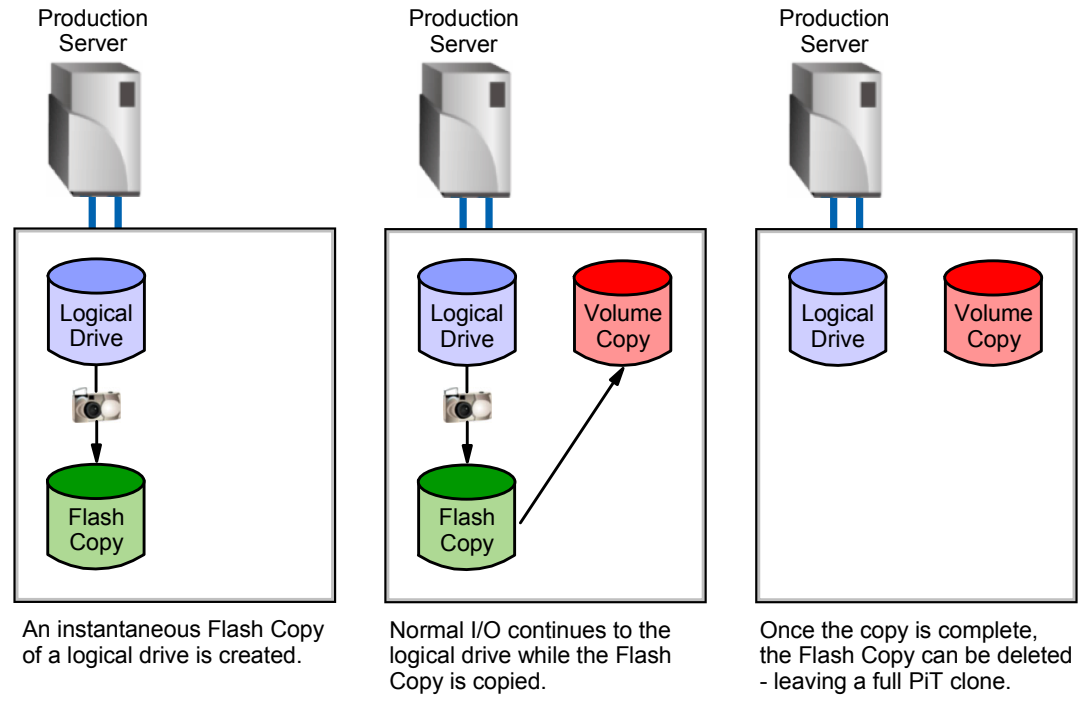 Production
Server
Logical
Drive
Flash
Copy
An instantaneous Flash Copy
of a logical drive is created.
Production
Server
Logical
Drive
Volume
Copy
Flash
Copy
Normal I/O continues to the
logical drive while the Flash
Copy is copied.
Production
Server
Logical
Drive
Volume
Copy
Once the copy is complete,
the Flash Copy can be deleted
- leaving a full PiT clone.